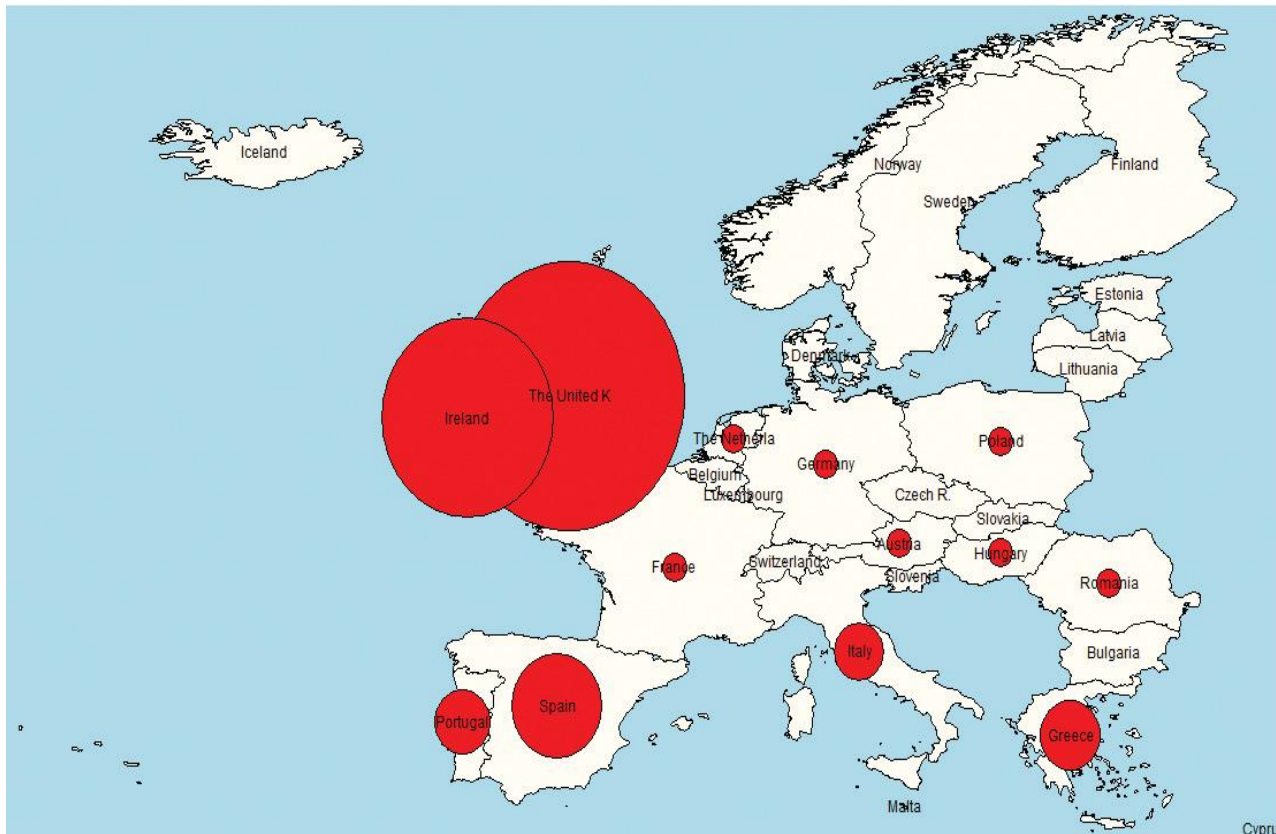 Iceland
Norway
Finland
Sweden
Estonia
Latvia
Denmark
Lithuania
The United K
Ireland
The Netherla
Poland
Germany
Belgium
Luxembourg
Czech R.
Slovakia
Austria
Hungary
France
Switzerland
Slovenia
Romania
Italy
Bulgaria
Spain
Portugal
Greece
Malta
Cypru